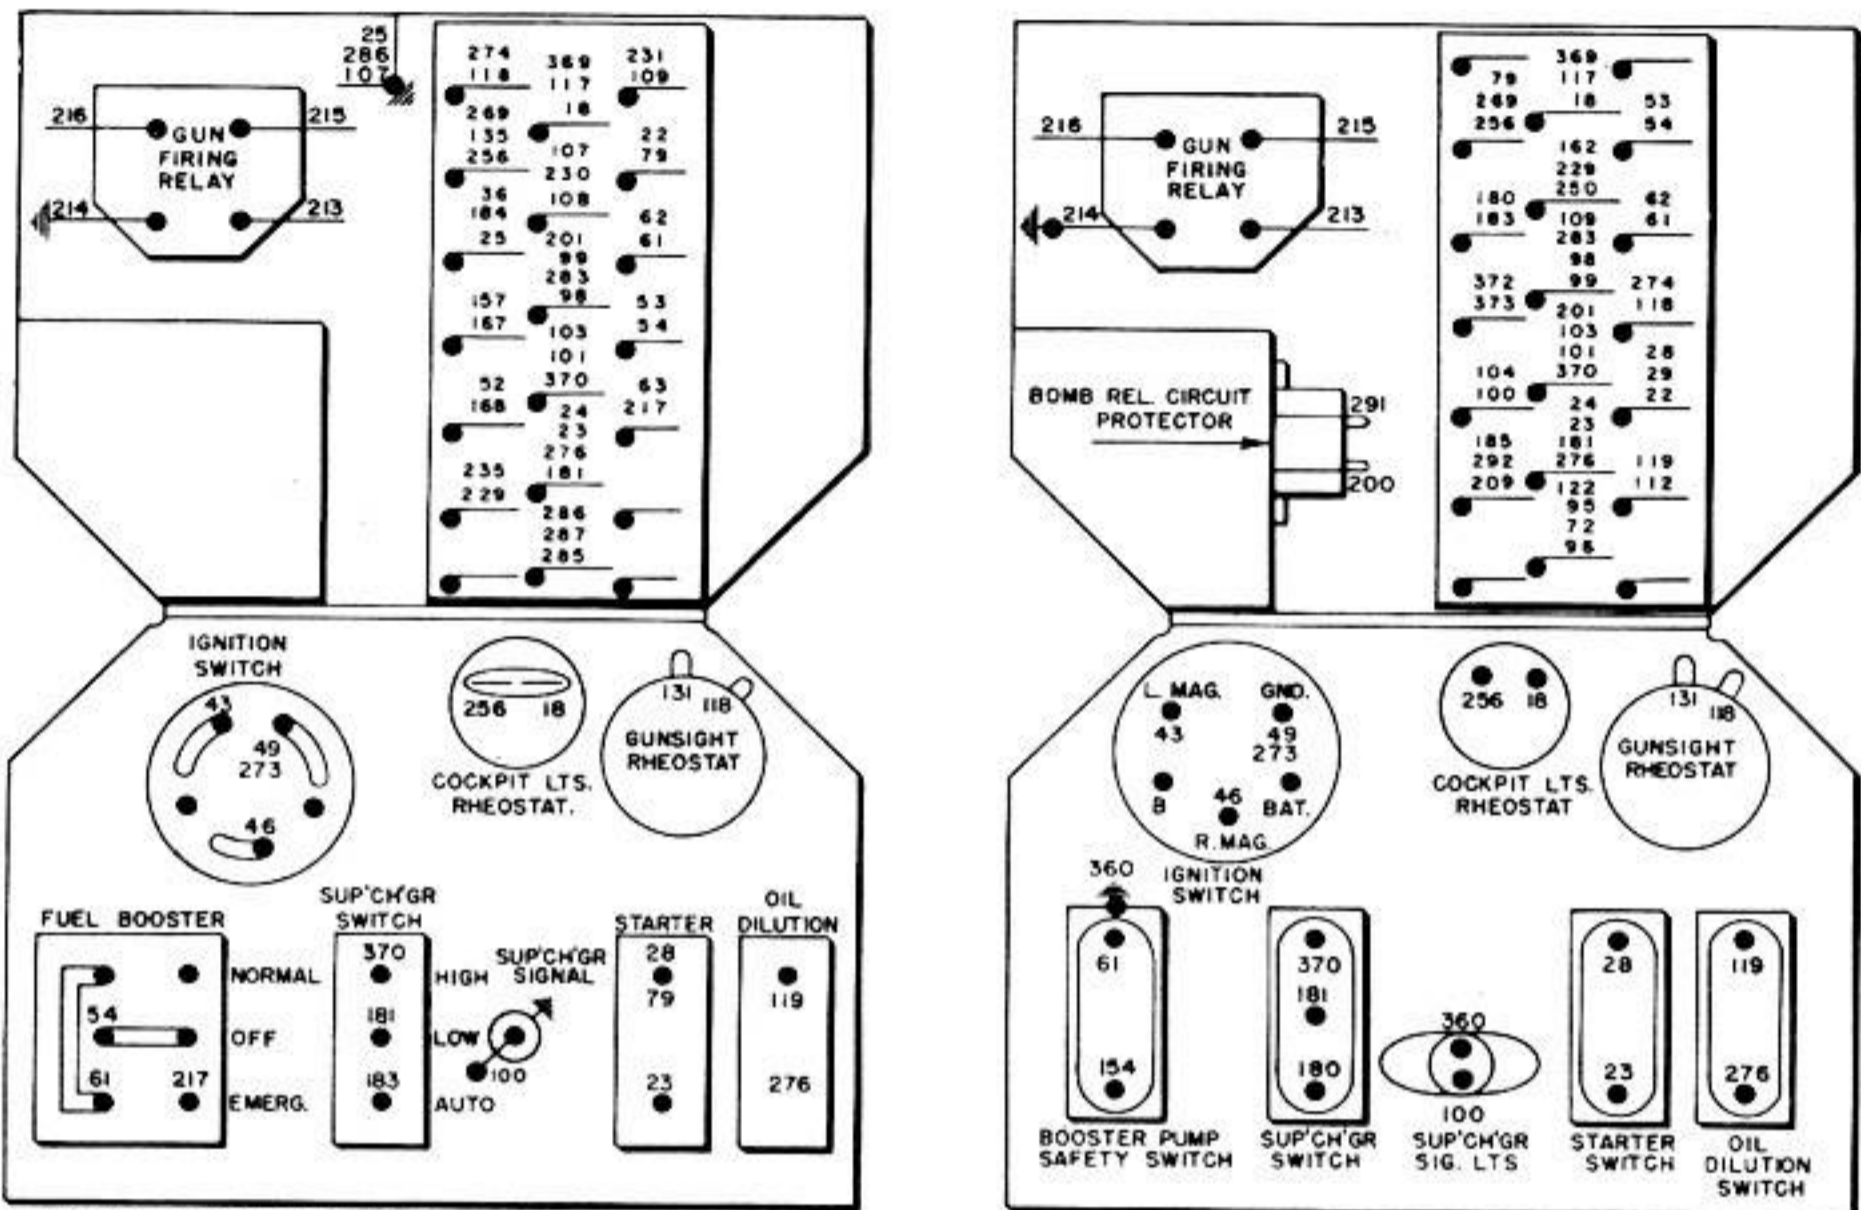 25
286
107
216
215
GUN
FIRING
RELAY
214
213
274
118
269
135
256
36
184
25
157
167
52
168
235
229
369
117
18
107
230
108
201
99
283
98
103
101
370
24
23
276
181
286
287
285
231
109
22
79
62
61
53
54
63
217
IGNITION
SWITCH
43
49
273
46
256 18
COCKPIT LTS.
RHEOSTAT.
131
118
GUNSIGHT
RHEOSTAT
FUEL BOOSTER
NORMAL
54
OFF
61
217
EMERG.
SUP'CH'GR
SWITCH
370
HIGH
181
LOW
183
AUTO
SUP'CH'GR
SIGNAL
100
STARTER
28
79
23
OIL
DILUTION
119
276
216
215
GUN
FIRING
RELAY
214
213
BOMB REL. CIRCUIT
PROTECTOR
291
200
79
269
256
180
183
372
373
104
100
185
292
209
369
117
18
162
229
250
109
283
98
99
201
103
101
370
24
23
181
276
122
95
72
96
53
54
62
61
274
118
28
29
22
119
112
L. MAG.
GND.
43
49
273
B
46
BAT.
R. MAG.
IGNITION
SWITCH
256 18
COCKPIT LTS.
RHEOSTAT
131
118
GUNSIGHT
RHEOSTAT
360
61
154
BOOSTER PUMP
SAFETY SWITCH
370
181
180
SUP'CH'GR
SWITCH
360
100
SUP'CH'GR
SIG. LTS
28
23
STARTER
SWITCH
119
276
OIL
DILUTION
SWITCH